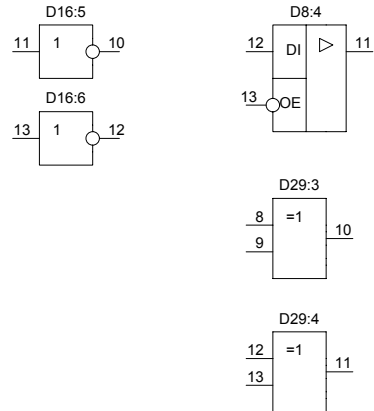 D16:5
11 1 10
D16:6
13 1 12
D8:4
12 DI ▷ 11
13 OE
D29:3
8 =1
10
9
D29:4
12 =1
11
13